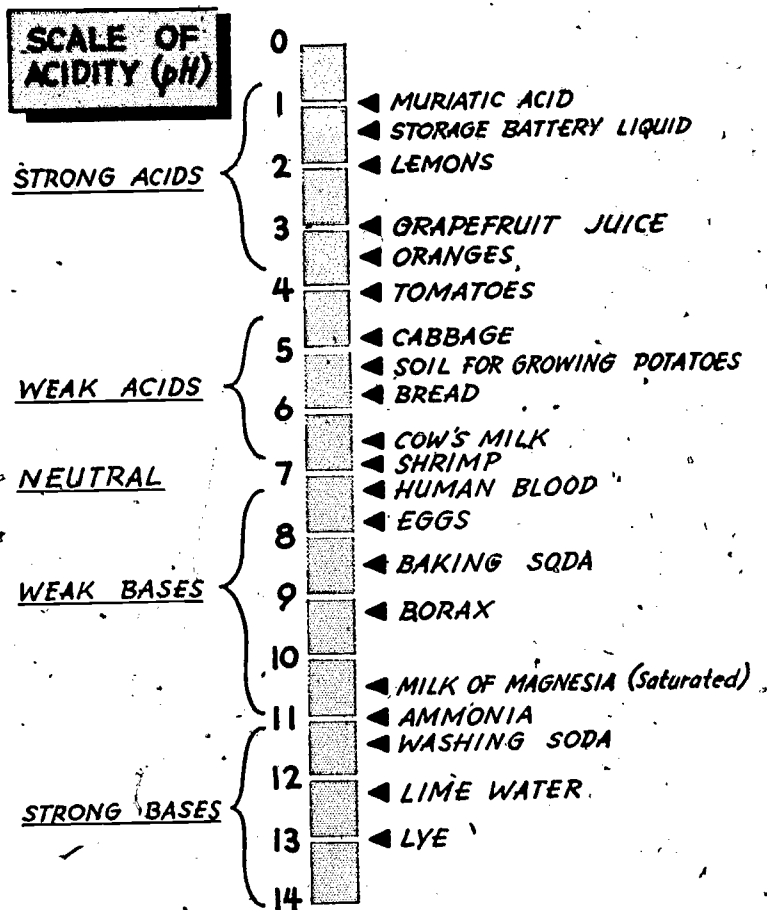 SCALE OF
ACIDITY (pH)
0
1
MURIATIC ACID
STORAGE BATTERY LIQUID
STRONG ACIDS
2
LEMONS
3
GRAPEFRUIT JUICE
ORANGES
4
TOMATOES
CABBAGE
5
SOIL FOR GROWING POTATOES
WEAK ACIDS
BREAD
6
COW'S MILK
SHRIMP
NEUTRAL
7
HUMAN BLOOD
EGGS
8
BAKING SODA
WEAK BASES
9
BORAX
10
MILK OF MAGNESIA (Saturated)
11
AMMONIA
WASHING SODA
12
LIME WATER
STRONG BASES
13
LYE
14